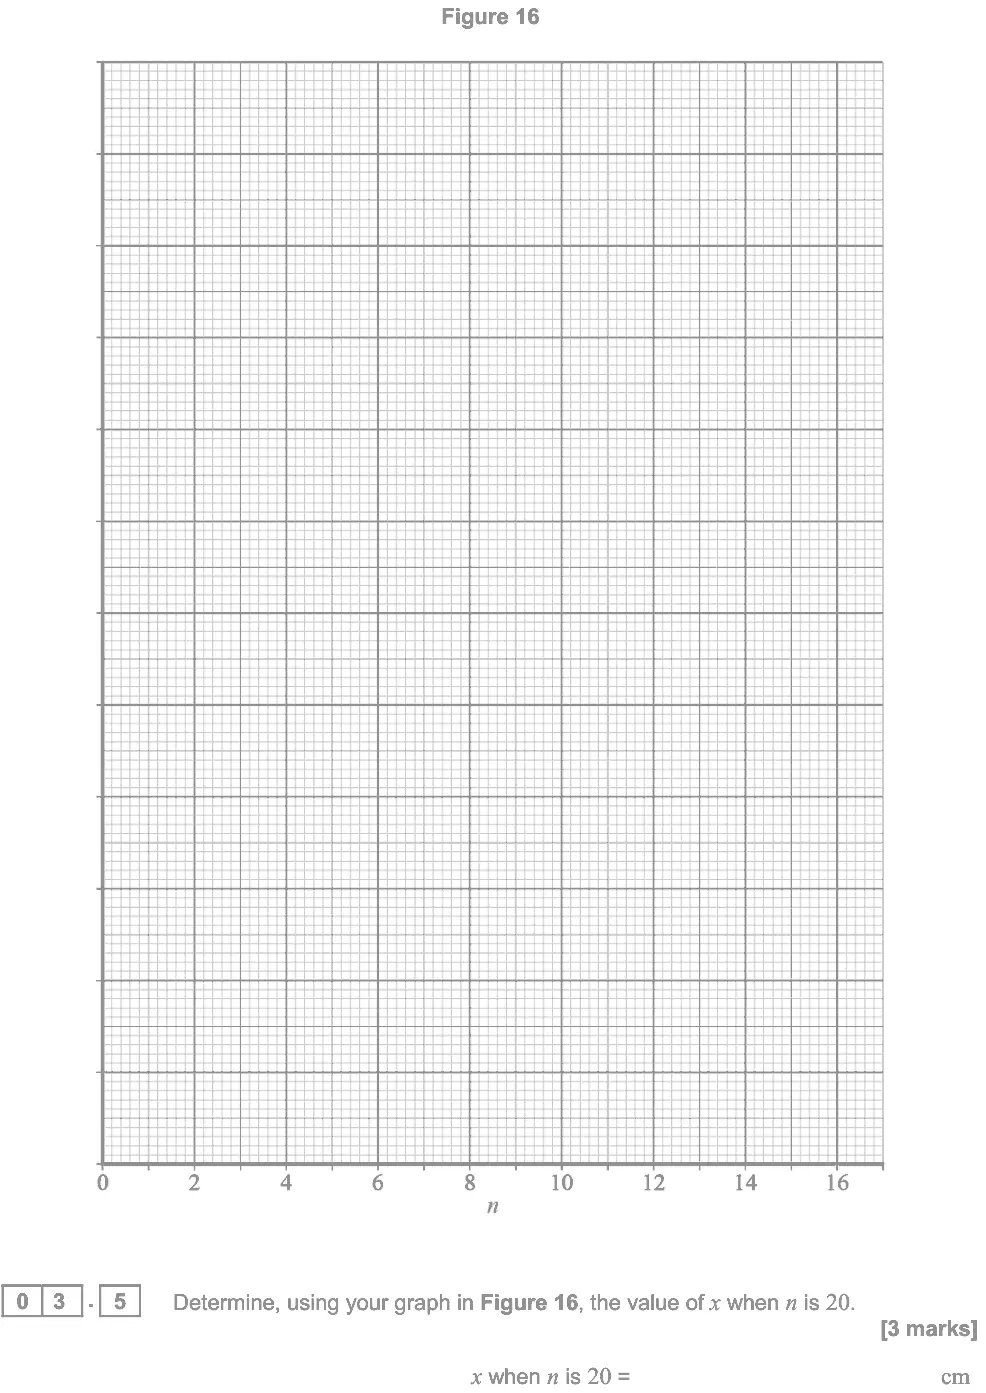 Figure 16
0 2 4 6 8 10 12 14 16
n
0 3 . 5 Determine, using your graph in Figure 16, the value of x when n is 20.
[3 marks]
x when n is 20 = cm